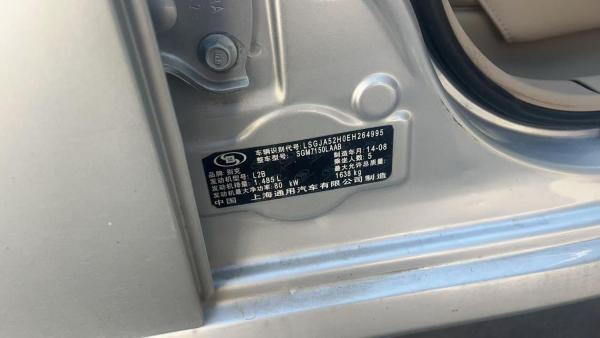 车辆识别代号: LSGJA52H0EH264995
整车型号: SGM7150LAAB
品牌: 别克 制造年月: 14-08
发动机型号: L2B 乘坐人数: 5
发动机排量: 1.485 L 最大允许总质量:
发动机最大净功率: 80 kW 1638 kg
中国 上海通用汽车有限公司制造